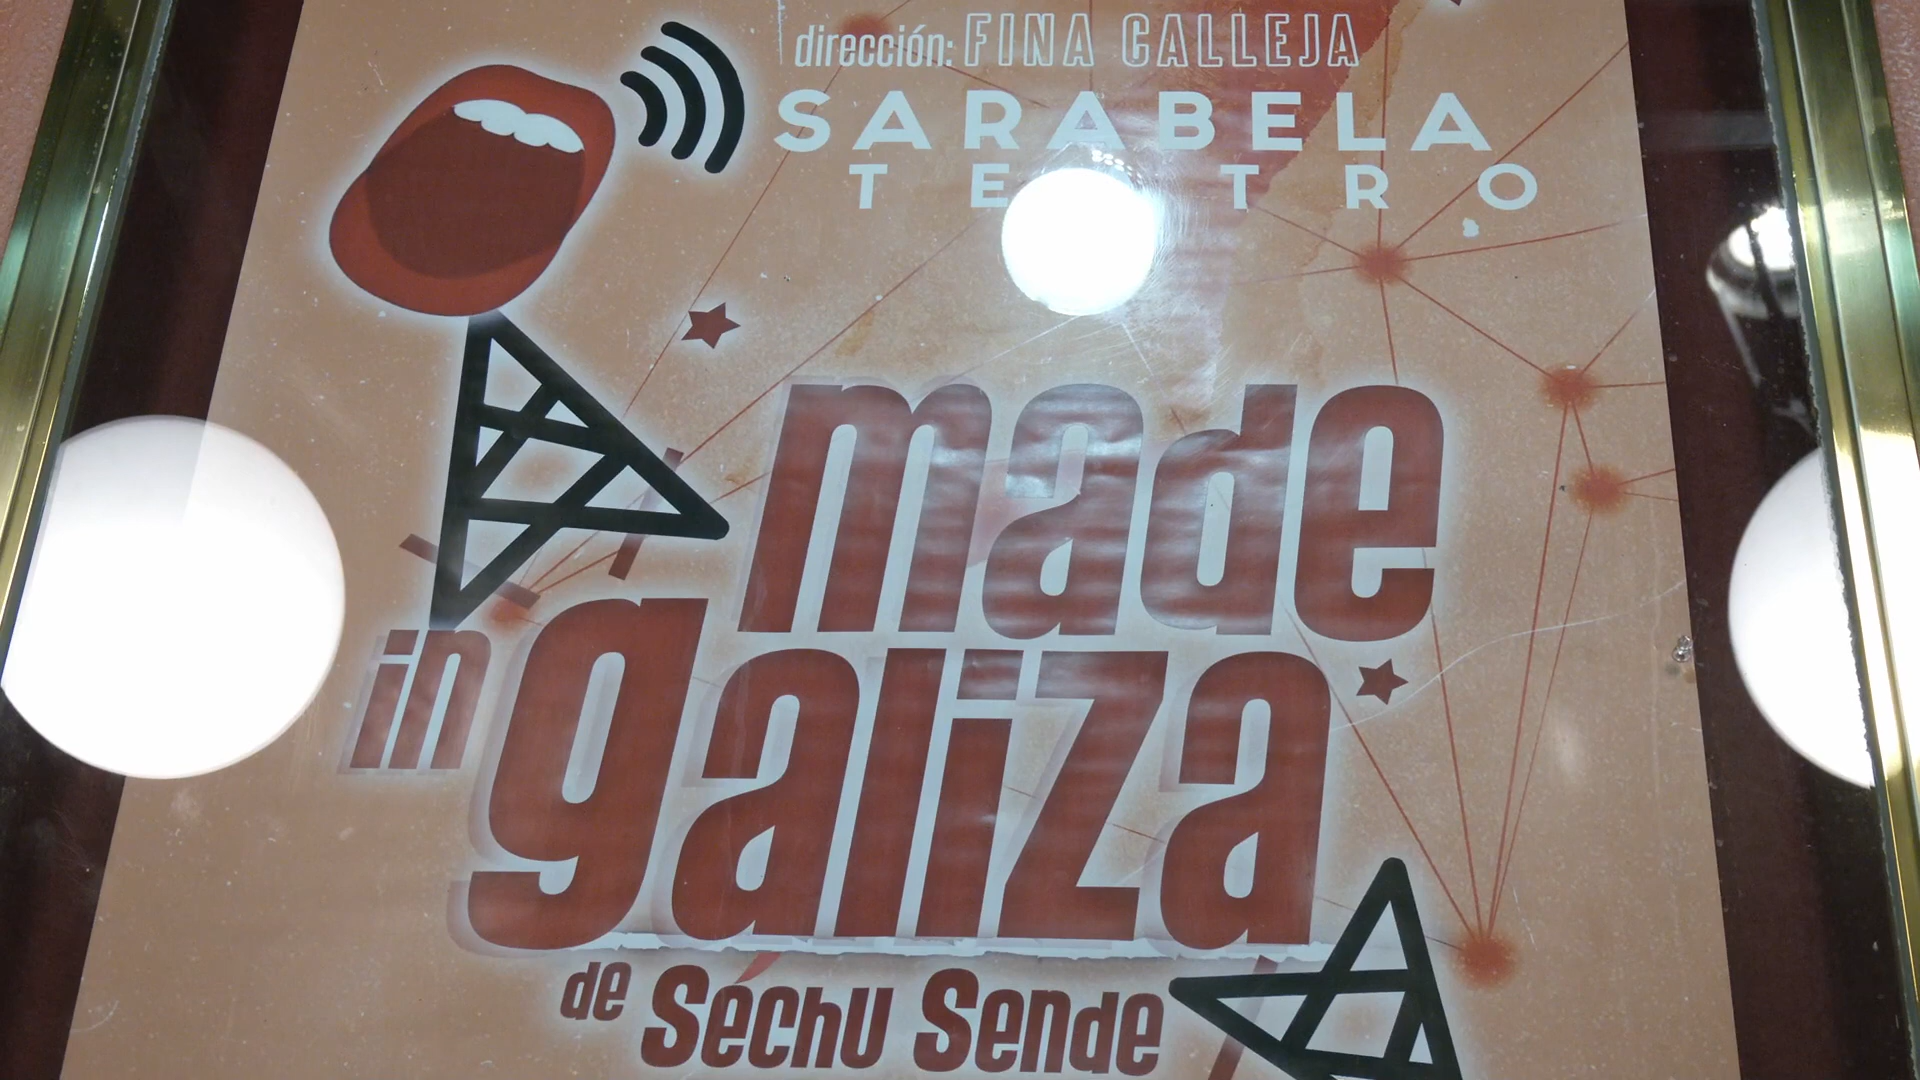 dirección: FINA CALLEJA
SARABELA
TEATRO
made
in galiza
de Séchu Sende